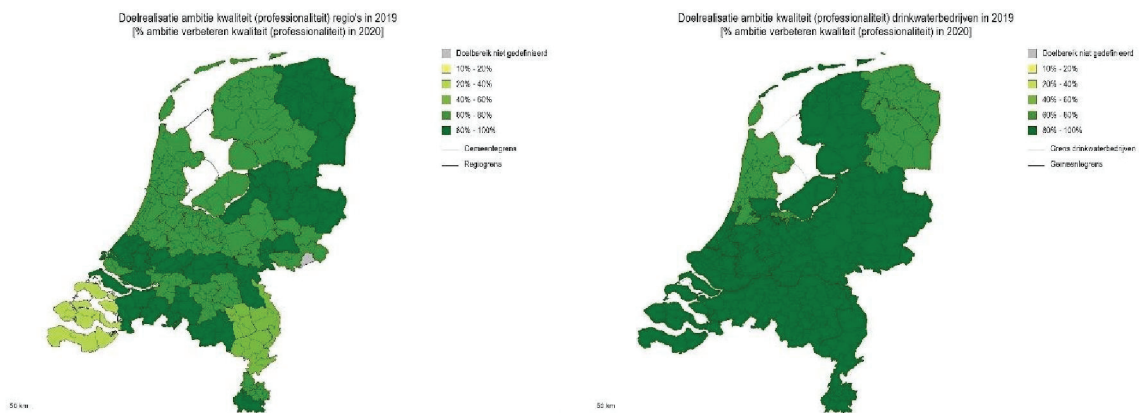 Doelrealisatie ambitie kwaliteit (professionaliteit) regio's in 2019
[% ambitie verbeteren kwaliteit (professionaliteit) in 2020]
Doelbereik niet gedefinieerd
10% - 20%
20% - 40%
40% - 60%
60% - 80%
80% - 100%
Gemeentegrens
Regiogrens
50 km
Doelrealisatie ambitie kwaliteit (professionaliteit) drinkwaterbedrijven in 2019
[% ambitie verbeteren kwaliteit (professionaliteit) in 2020]
Doelbereik niet gedefinieerd
10% - 20%
20% - 40%
40% - 60%
60% - 80%
80% - 100%
Grens drinkwaterbedrijven
Gemeentegrens
50 km